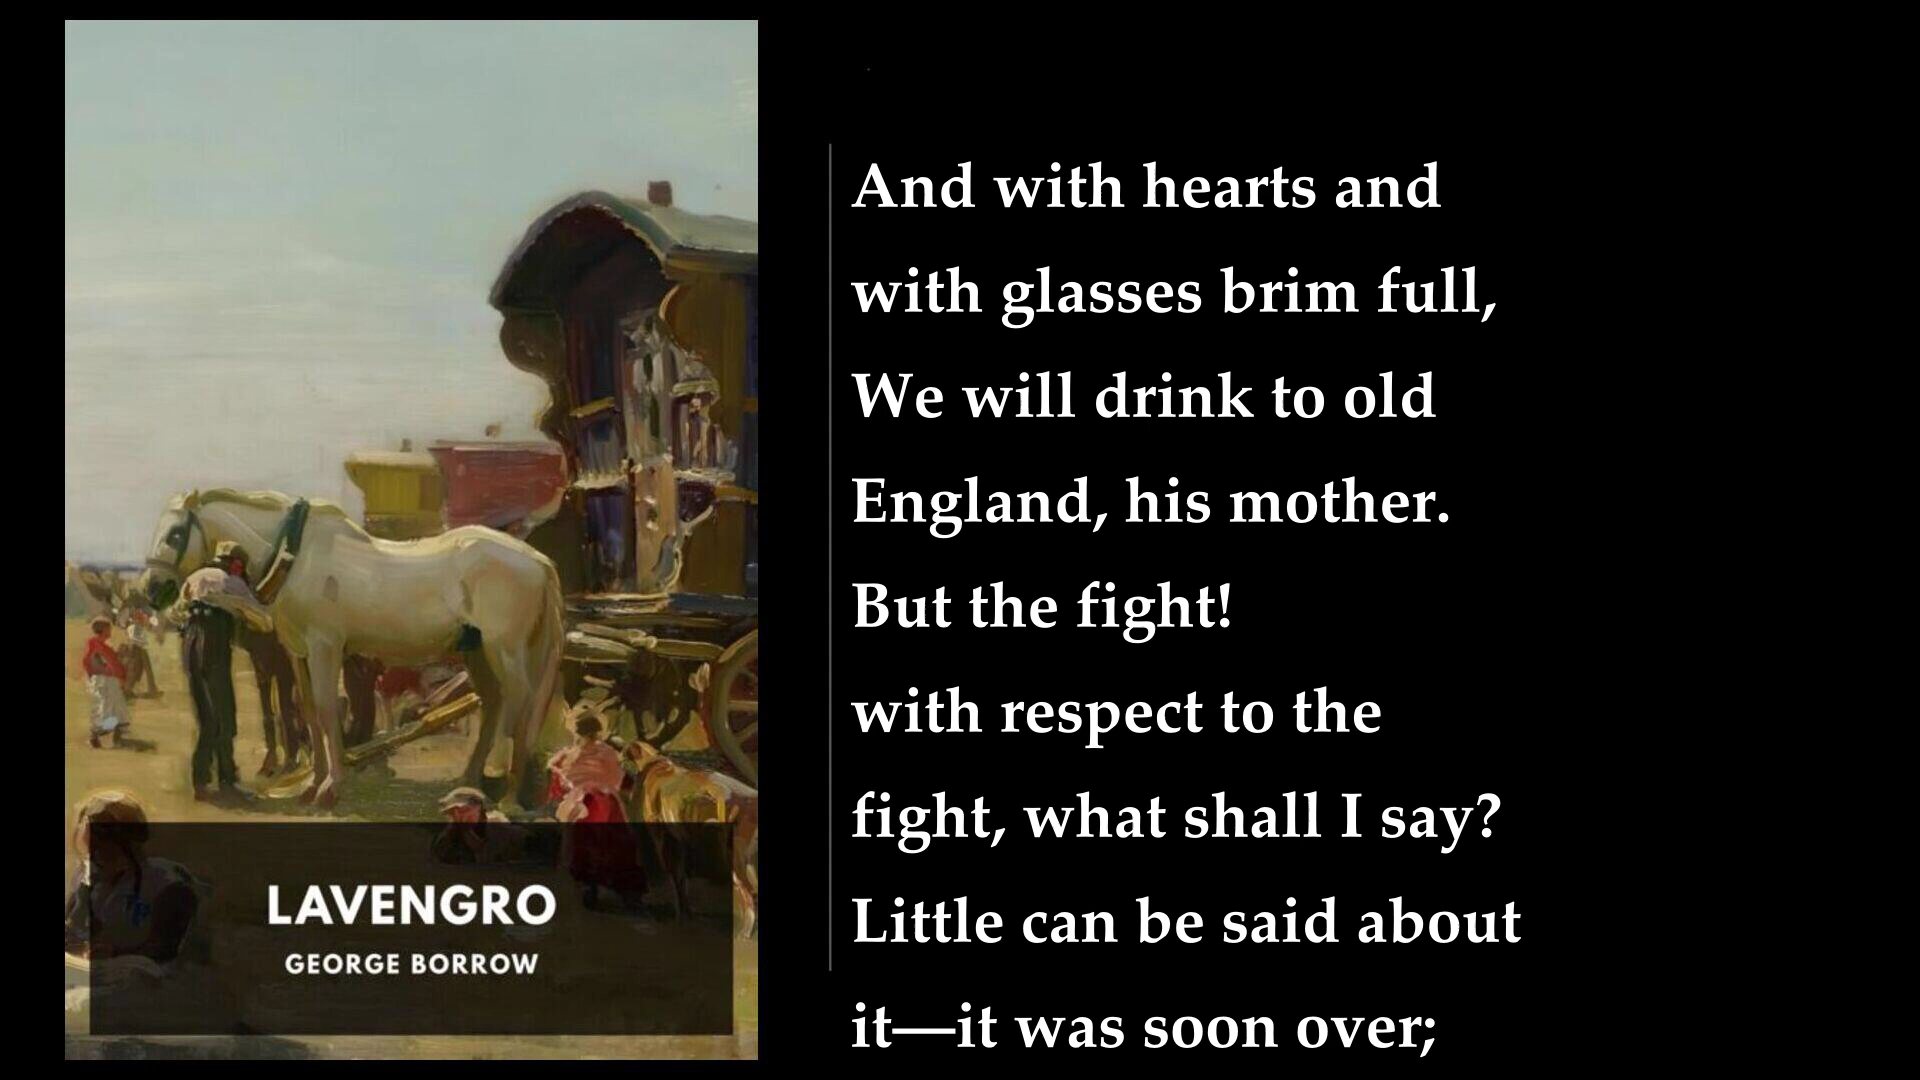 LAVENGRO
GEORGE BORROW
And with hearts and
with glasses brim full,
We will drink to old
England, his mother.
But the fight!
with respect to the
fight, what shall I say?
Little can be said about
it—it was soon over;